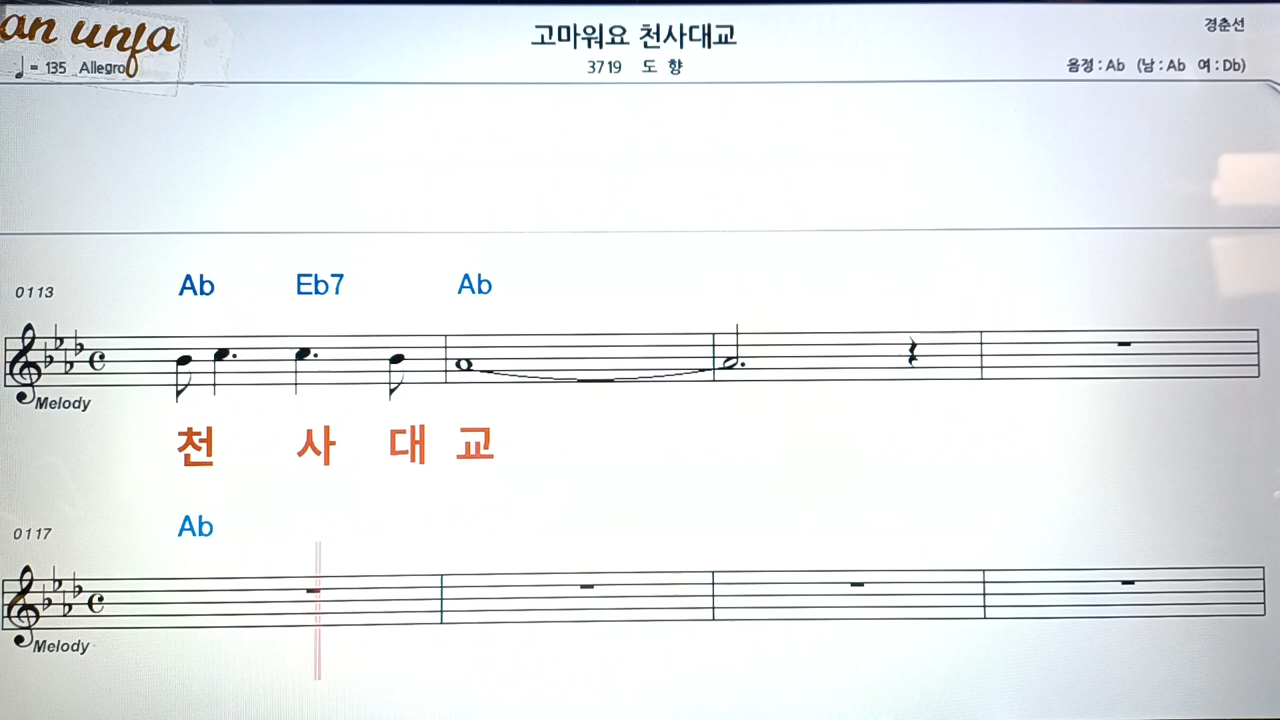 an unfa
고마워요 천사대교
경춘선
♩= 135 Allegro
3719 도 향
음정 : Ab (남 : Ab 여 : Db)
0113
Ab Eb7 Ab
Melody
천 사 대 교
0117
Ab
Melody